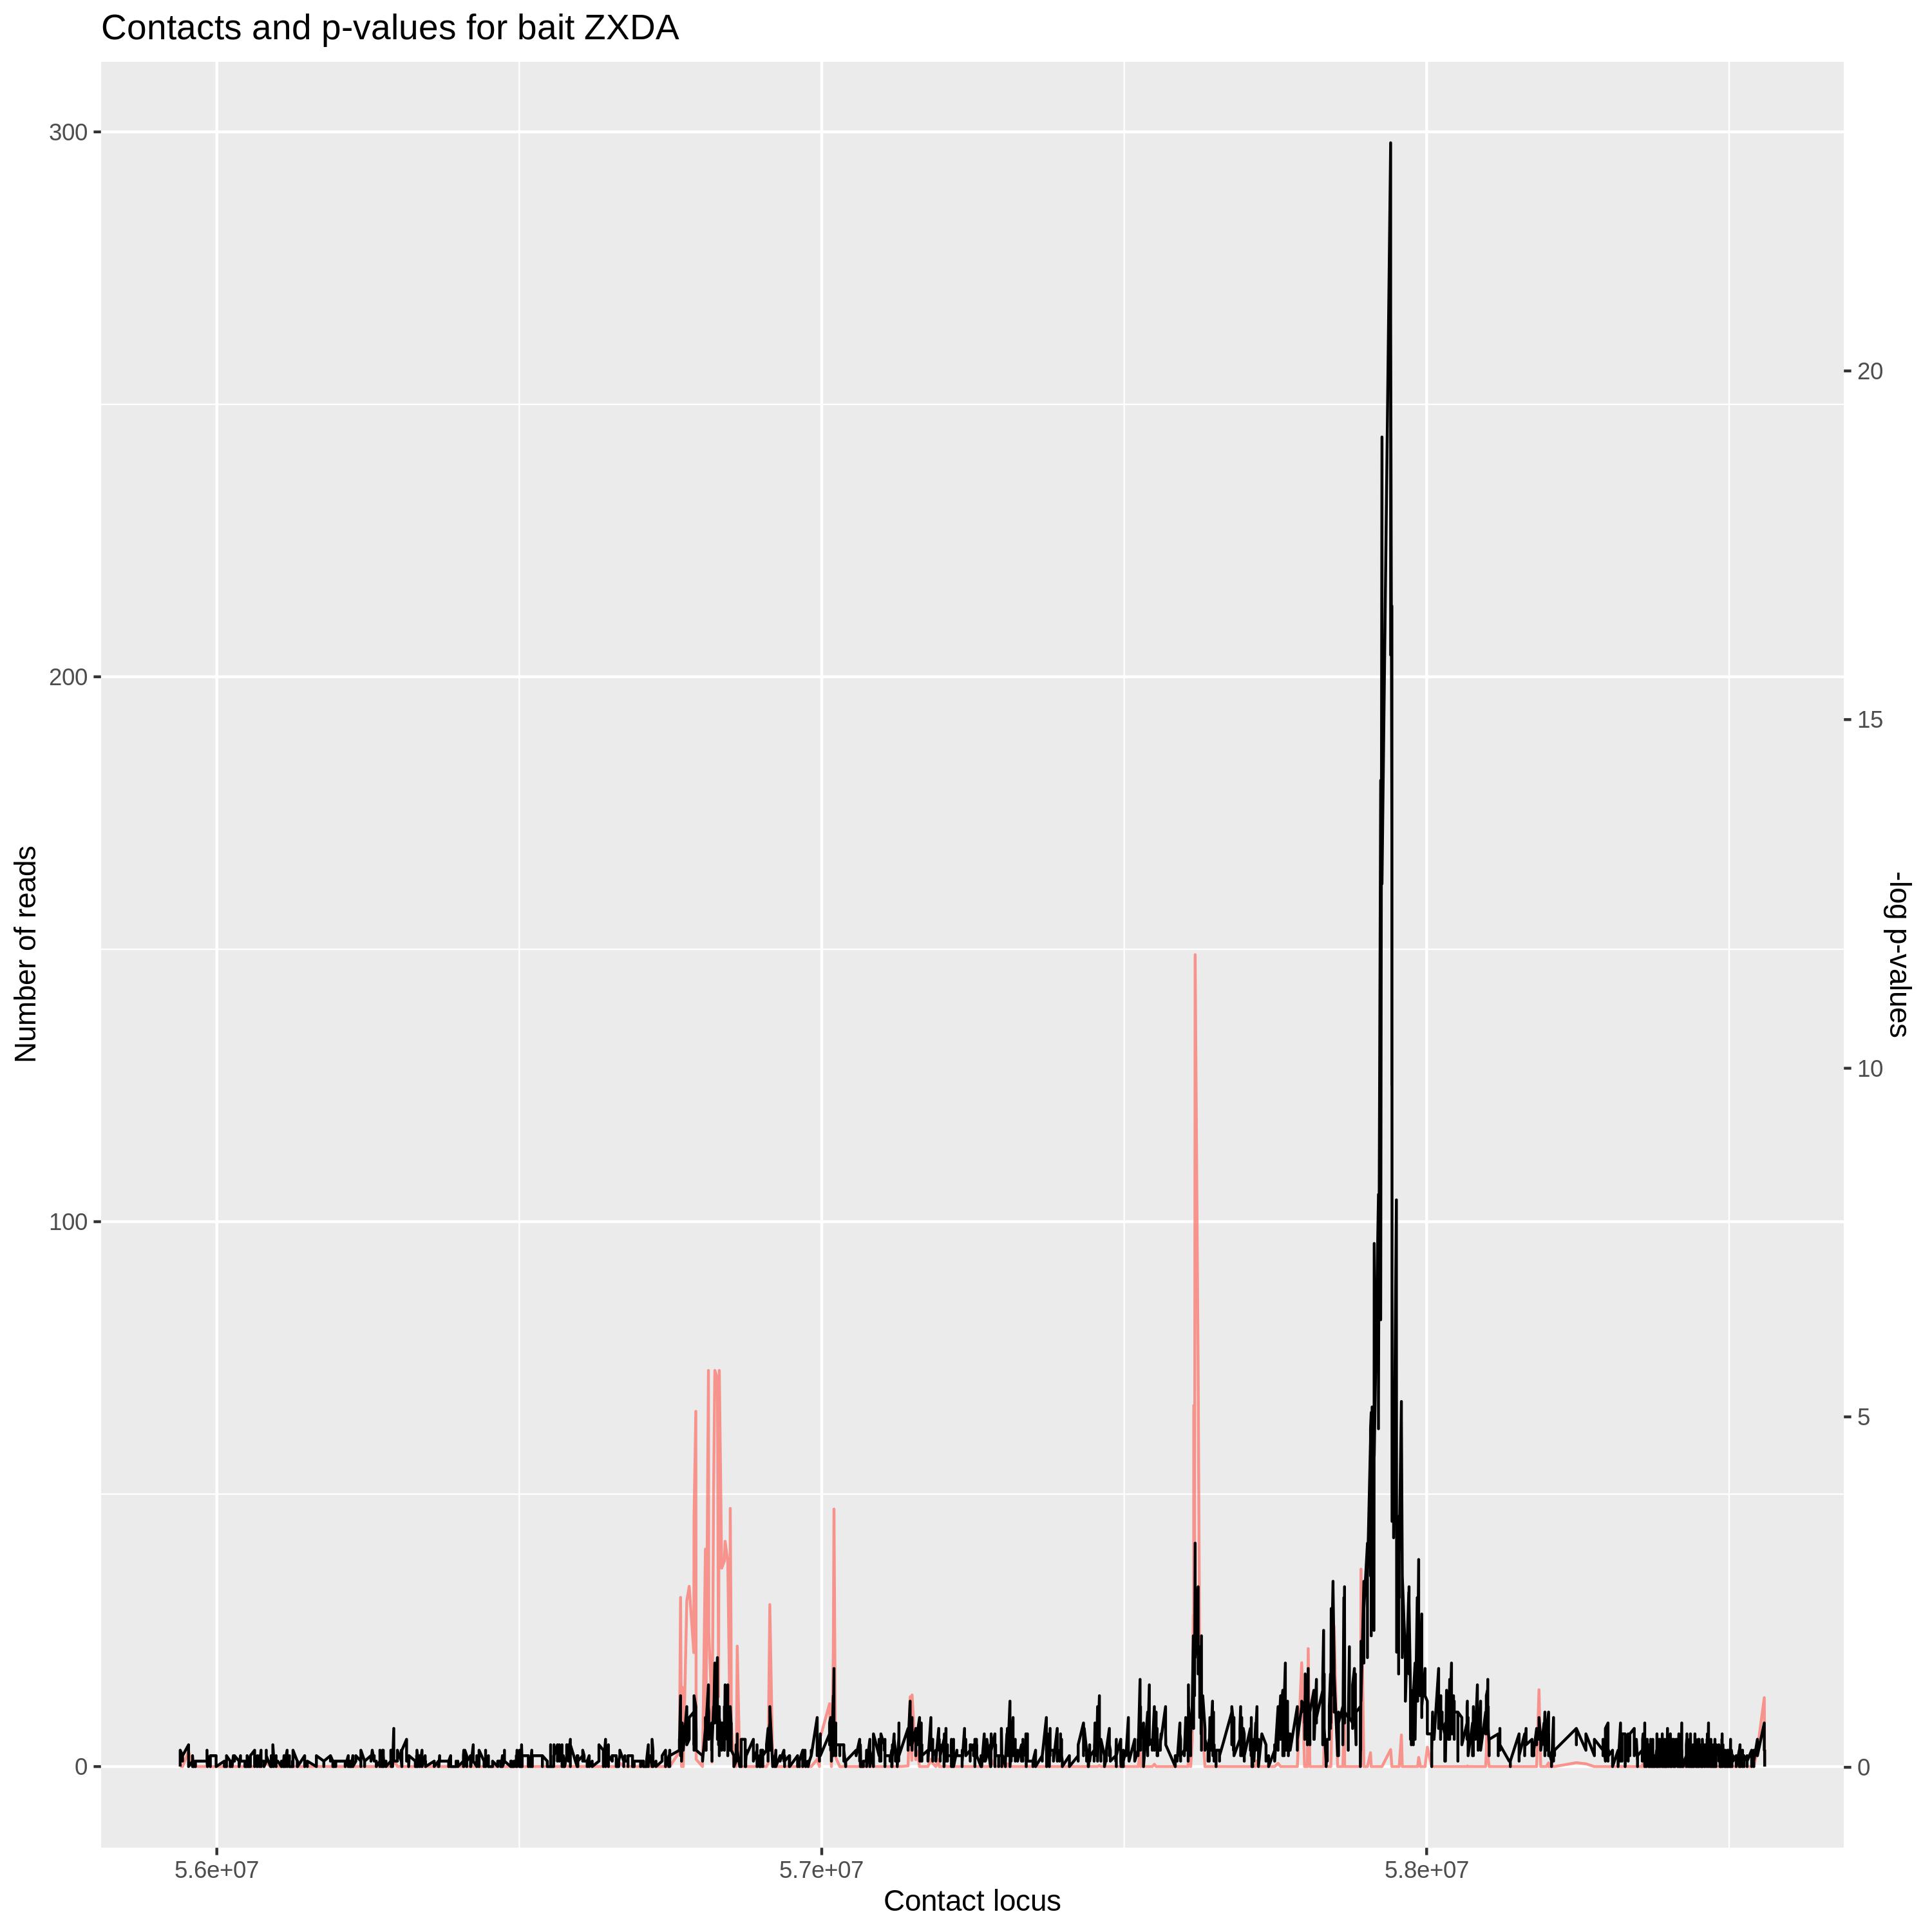 Contacts and p-values for bait ZXDA
300
200
100
0
Number of reads
20
15
10
5
0
-log p-values
5.6e+07
5.7e+07
5.8e+07
Contact locus